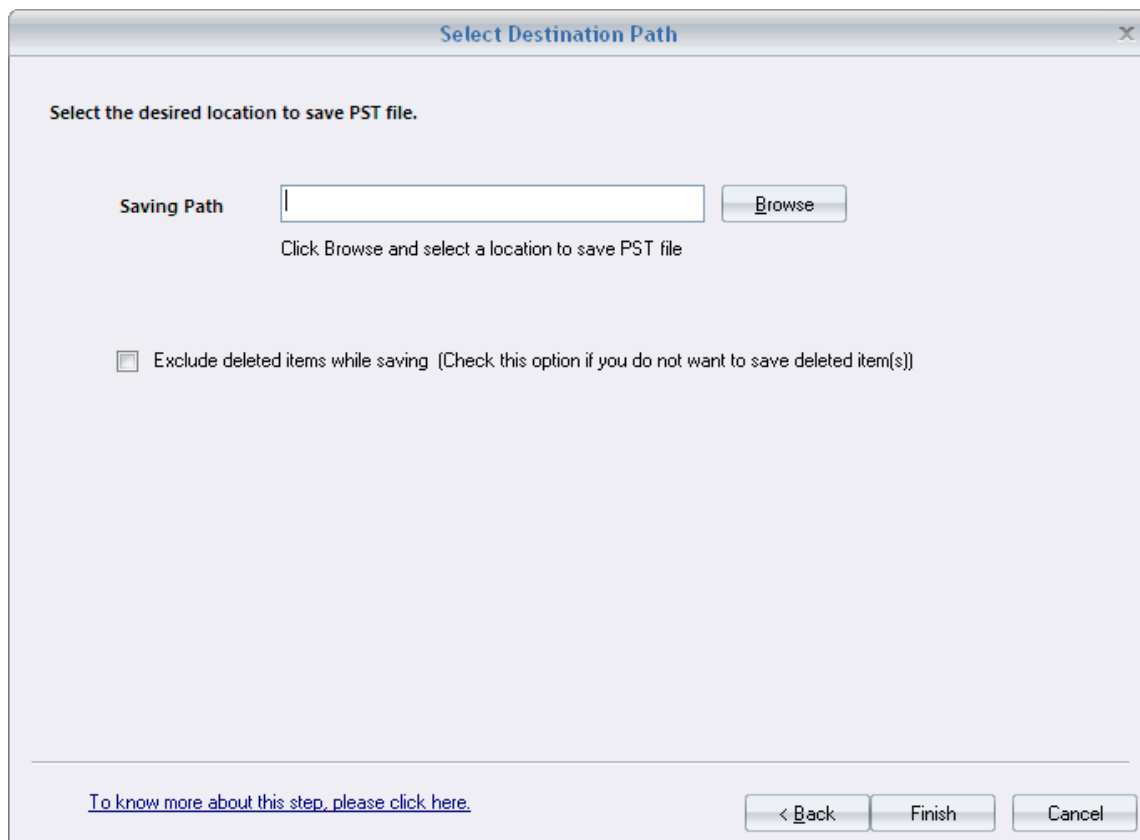 Select Destination Path
Select the desired location to save PST file.
Saving Path
Browse
Click Browse and select a location to save PST file
Exclude deleted items while saving  (Check this option if you do not want to save deleted item(s))
To know more about this step, please click here.
< Back
Finish
Cancel